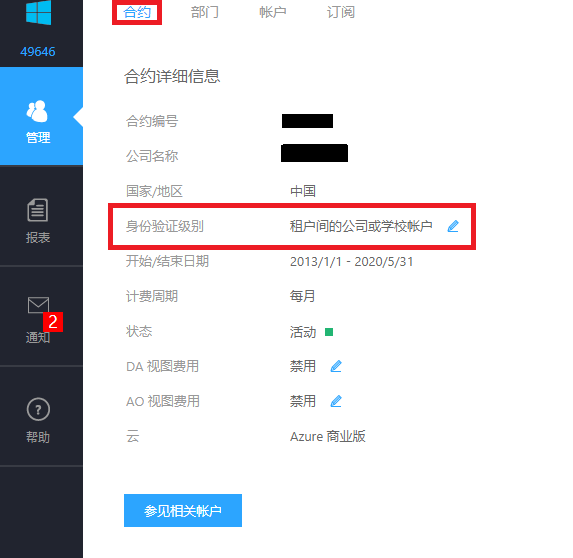 合约 部门 帐户 订阅
49646
管理
报表
2
通知
?
帮助
合约详细信息
合约编号
公司名称
国家/地区 中国
身份验证级别 租户间的公司或学校帐户
开始/结束日期 2013/1/1 - 2020/5/31
计费周期 每月
状态 活动
DA 视图费用 禁用
AO 视图费用 禁用
云 Azure 商业版
参见相关帐户